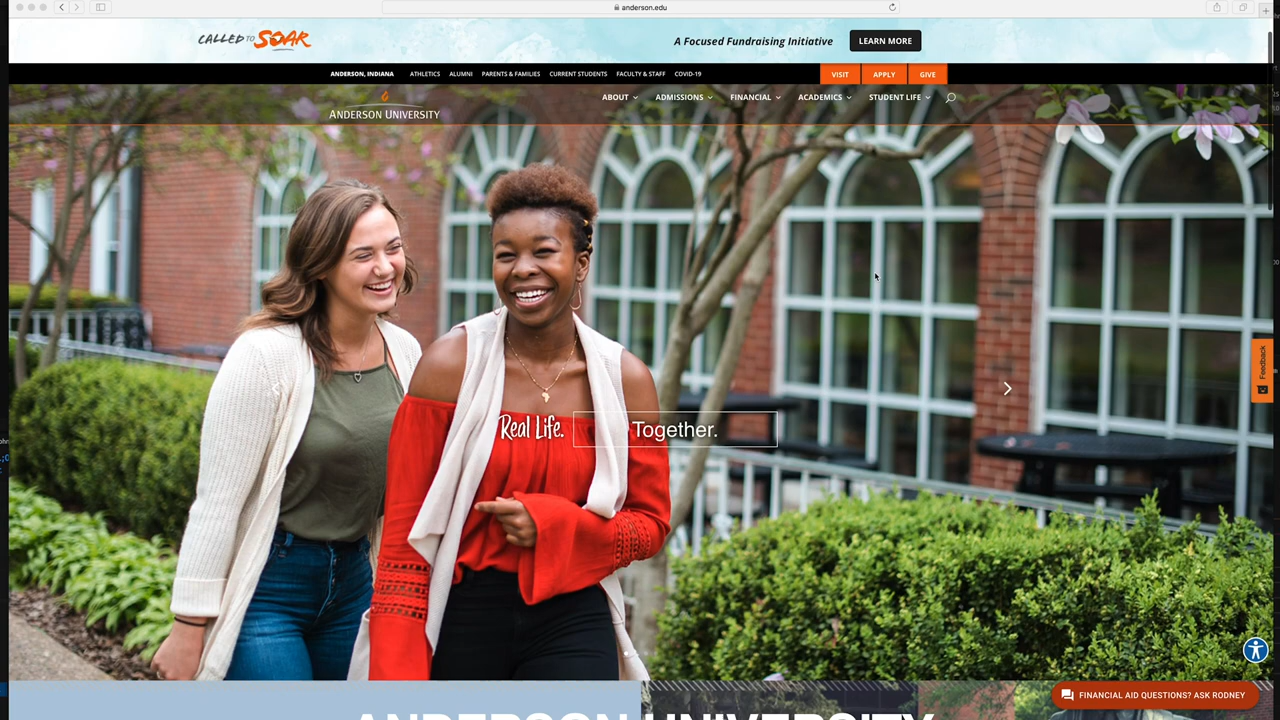 anderson.edu
CALLED TO SOAR
A Focused Fundraising Initiative
LEARN MORE
ANDERSON, INDIANA ATHLETICS ALUMNI PARENTS & FAMILIES CURRENT STUDENTS FACULTY & STAFF COVID-19
VISIT APPLY GIVE
ANDERSON UNIVERSITY
ABOUT ADMISSIONS FINANCIAL ACADEMICS STUDENT LIFE
Feedback
Real Life. Together.
FINANCIAL AID QUESTIONS? ASK RODNEY
ANDERSON UNIVERSITY